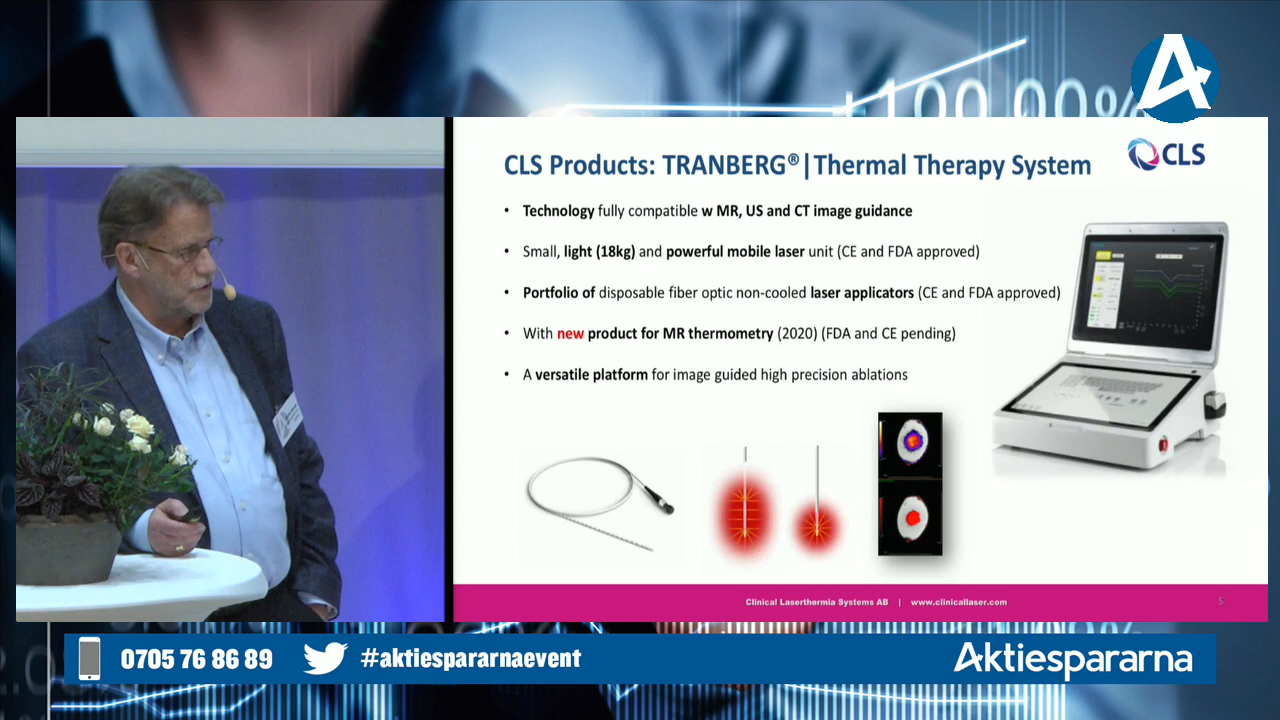 +100,00%
A
CLS Products: TRANBERG®|Thermal Therapy System
CLS
• Technology fully compatible w MR, US and CT image guidance
• Small, light (18kg) and powerful mobile laser unit (CE and FDA approved)
• Portfolio of disposable fiber optic non-cooled laser applicators (CE and FDA approved)
• With new product for MR thermometry (2020) (FDA and CE pending)
• A versatile platform for image guided high precision ablations
Clinical Laserthermia Systems AB | www.clinicallaser.com
5
0705 76 86 89
#aktiespararnaevent
Aktiespararna